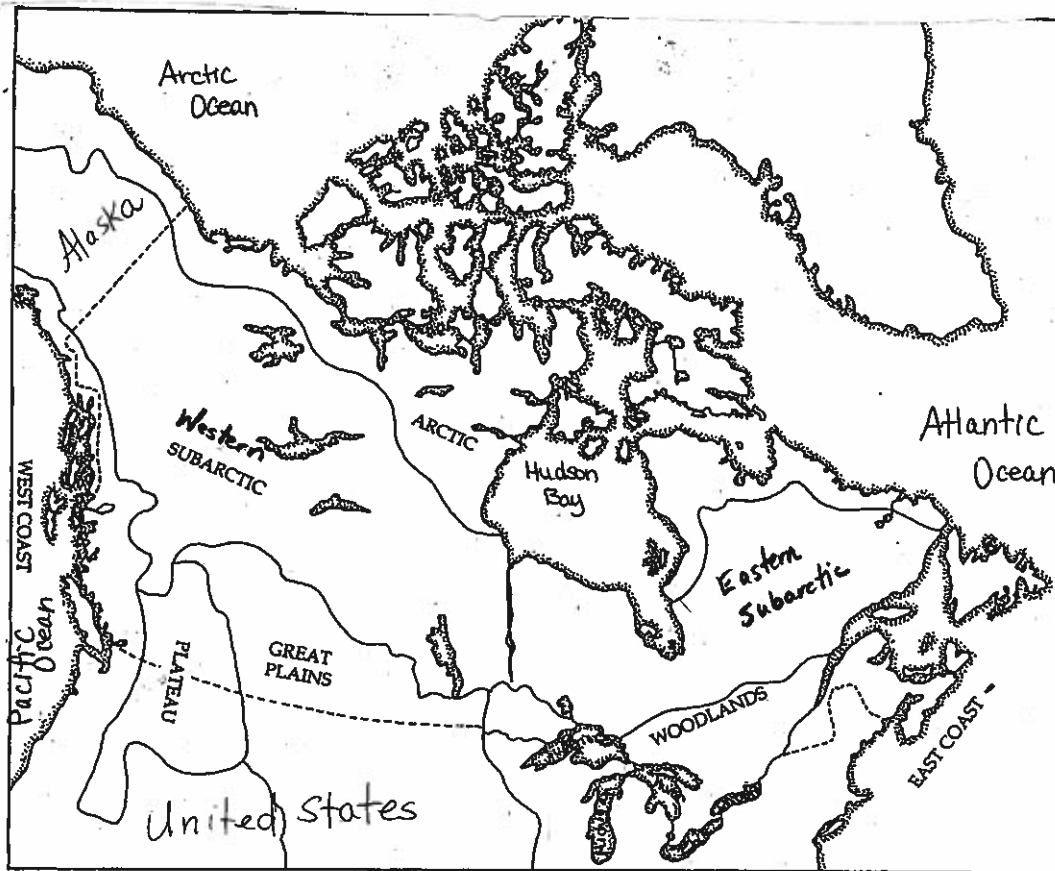 Arctic
Ocean
Alaska
Western
SUBARCTIC
ARCTIC
Hudson
Bay
Atlantic
Ocean
WEST COAST
Pacific
Ocean
Eastern
Subarctic
PLATEAU
GREAT
PLAINS
WOODLANDS
EAST COAST -
United States